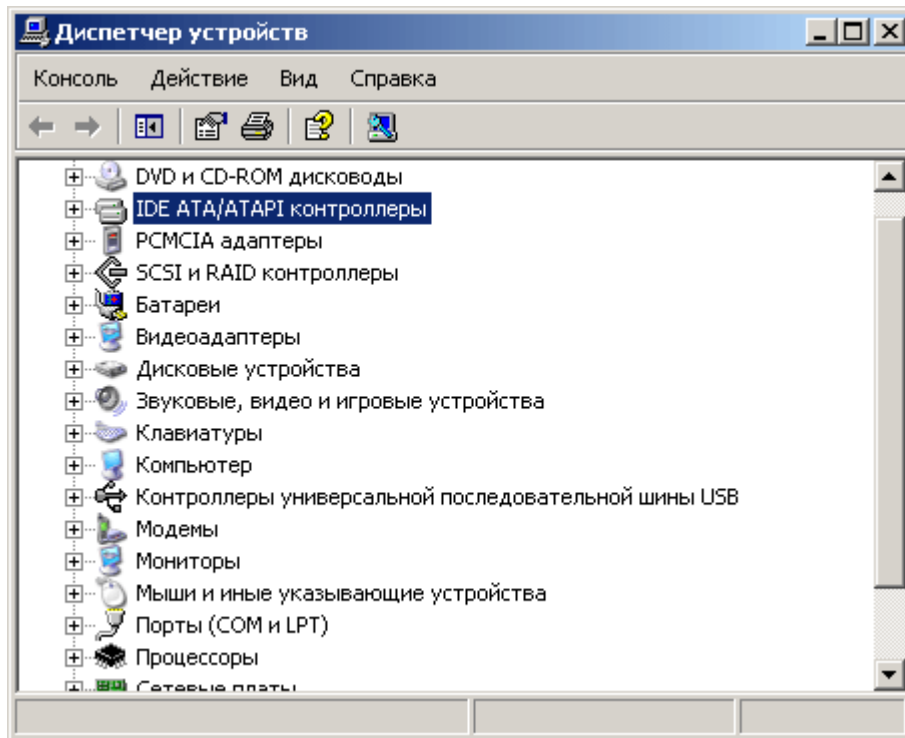 Диспетчер устройств
Консоль Действие Вид Справка
DVD и CD-ROM дисководы
IDE ATA/ATAPI контроллеры
PCMCIA адаптеры
SCSI и RAID контроллеры
Батареи
Видеоадаптеры
Дисковые устройства
Звуковые, видео и игровые устройства
Клавиатуры
Компьютер
Контроллеры универсальной последовательной шины USB
Модемы
Мониторы
Мыши и иные указывающие устройства
Порты (COM и LPT)
Процессоры
Сетевые платы